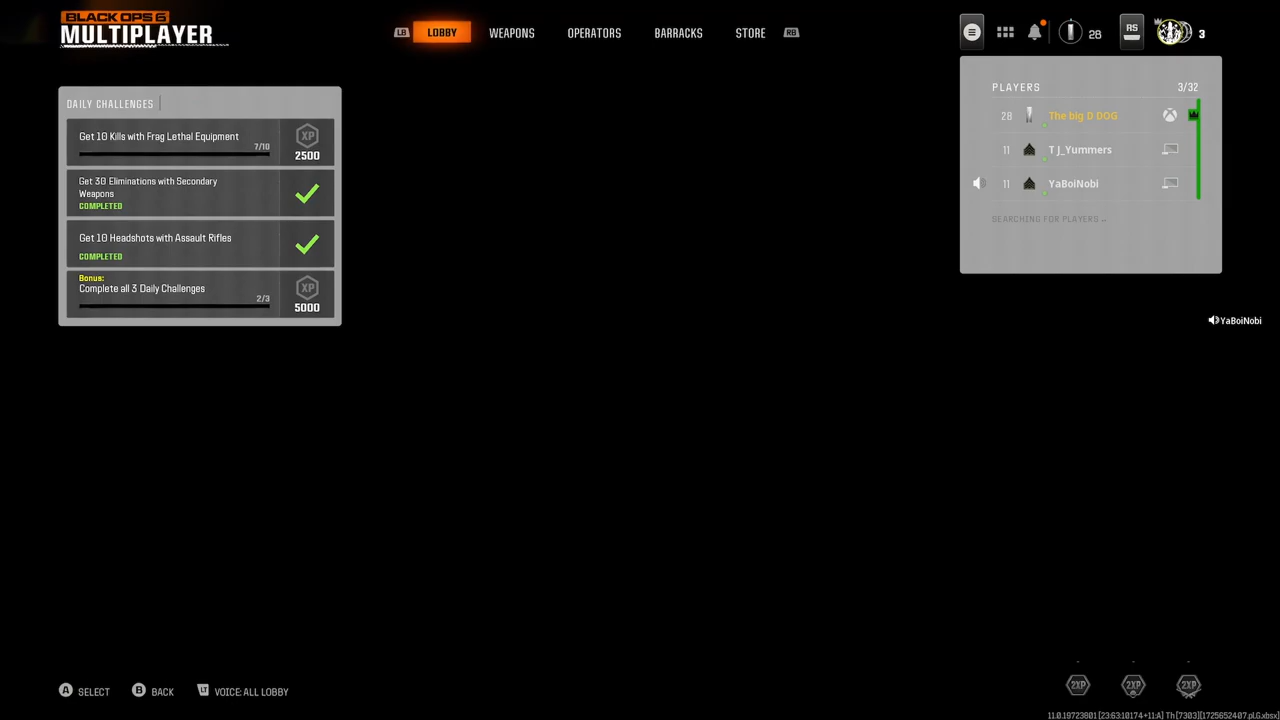 BLACK OPS 6
MULTIPLAYER
LB
LOBBY
WEAPONS
OPERATORS
BARRACKS
STORE
RB
28
RS
3
DAILY CHALLENGES
Get 10 Kills with Frag Lethal Equipment
7/10
XP
2500
Get 30 Eliminations with Secondary
Weapons
COMPLETED
Get 10 Headshots with Assault Rifles
COMPLETED
Bonus:
Complete all 3 Daily Challenges
2/3
XP
5000
PLAYERS
3/32
28
The big D DOG
11
TJ_Yummers
11
YaBoiNobi
SEARCHING FOR PLAYERS
YaBoiNobi
A SELECT
B BACK
LT VOICE: ALL LOBBY
2XP
2XP
2XP